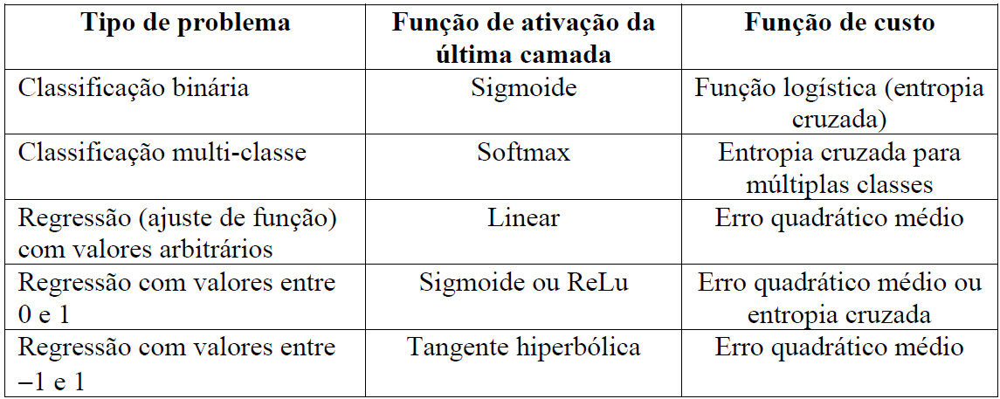 Tipo de problema
Função de ativação da
última camada
Função de custo
Classificação binária
Sigmoide
Função logística (entropia
cruzada)
Classificação multi-classe
Softmax
Entropia cruzada para
múltiplas classes
Regressão (ajuste de função)
com valores arbitrários
Linear
Erro quadrático médio
Regressão com valores entre
0 e 1
Sigmoide ou ReLu
Erro quadrático médio ou
entropia cruzada
Regressão com valores entre
−1 e 1
Tangente hiperbólica
Erro quadrático médio